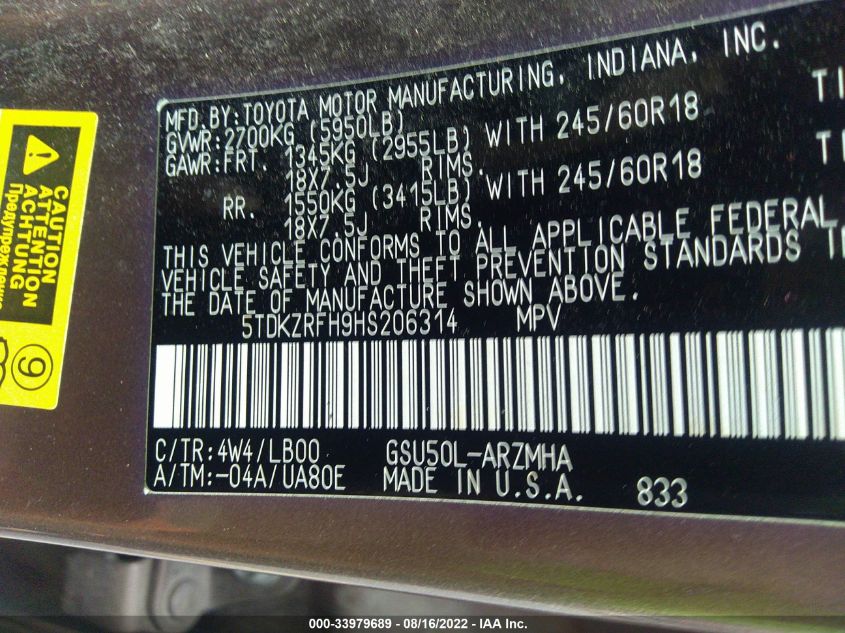 MFD. BY: TOYOTA MOTOR MANUFACTURING, INDIANA, INC.
GVWR: 2700KG (5950LB)
GAWR: FRT. 1345KG (2955LB) WITH 245/60R18 TI
18X7.5J RIMS.
RR. 1550KG (3415LB) WITH 245/60R18 TI
18X7.5J RIMS.
THIS VEHICLE CONFORMS TO ALL APPLICABLE FEDERAL
VEHICLE SAFETY AND THEFT PREVENTION STANDARDS I
THE DATE OF MANUFACTURE SHOWN ABOVE.
5TDKZRFH9HS206314 MPV
C/TR: 4W4/LB00 GSU50L-ARZMHA
A/TM: -04A/UA80E MADE IN U.S.A. 833
CAUTION
ATTENTION
ACHTUNG
9
000-33979689 - 08/16/2022 - IAA Inc.